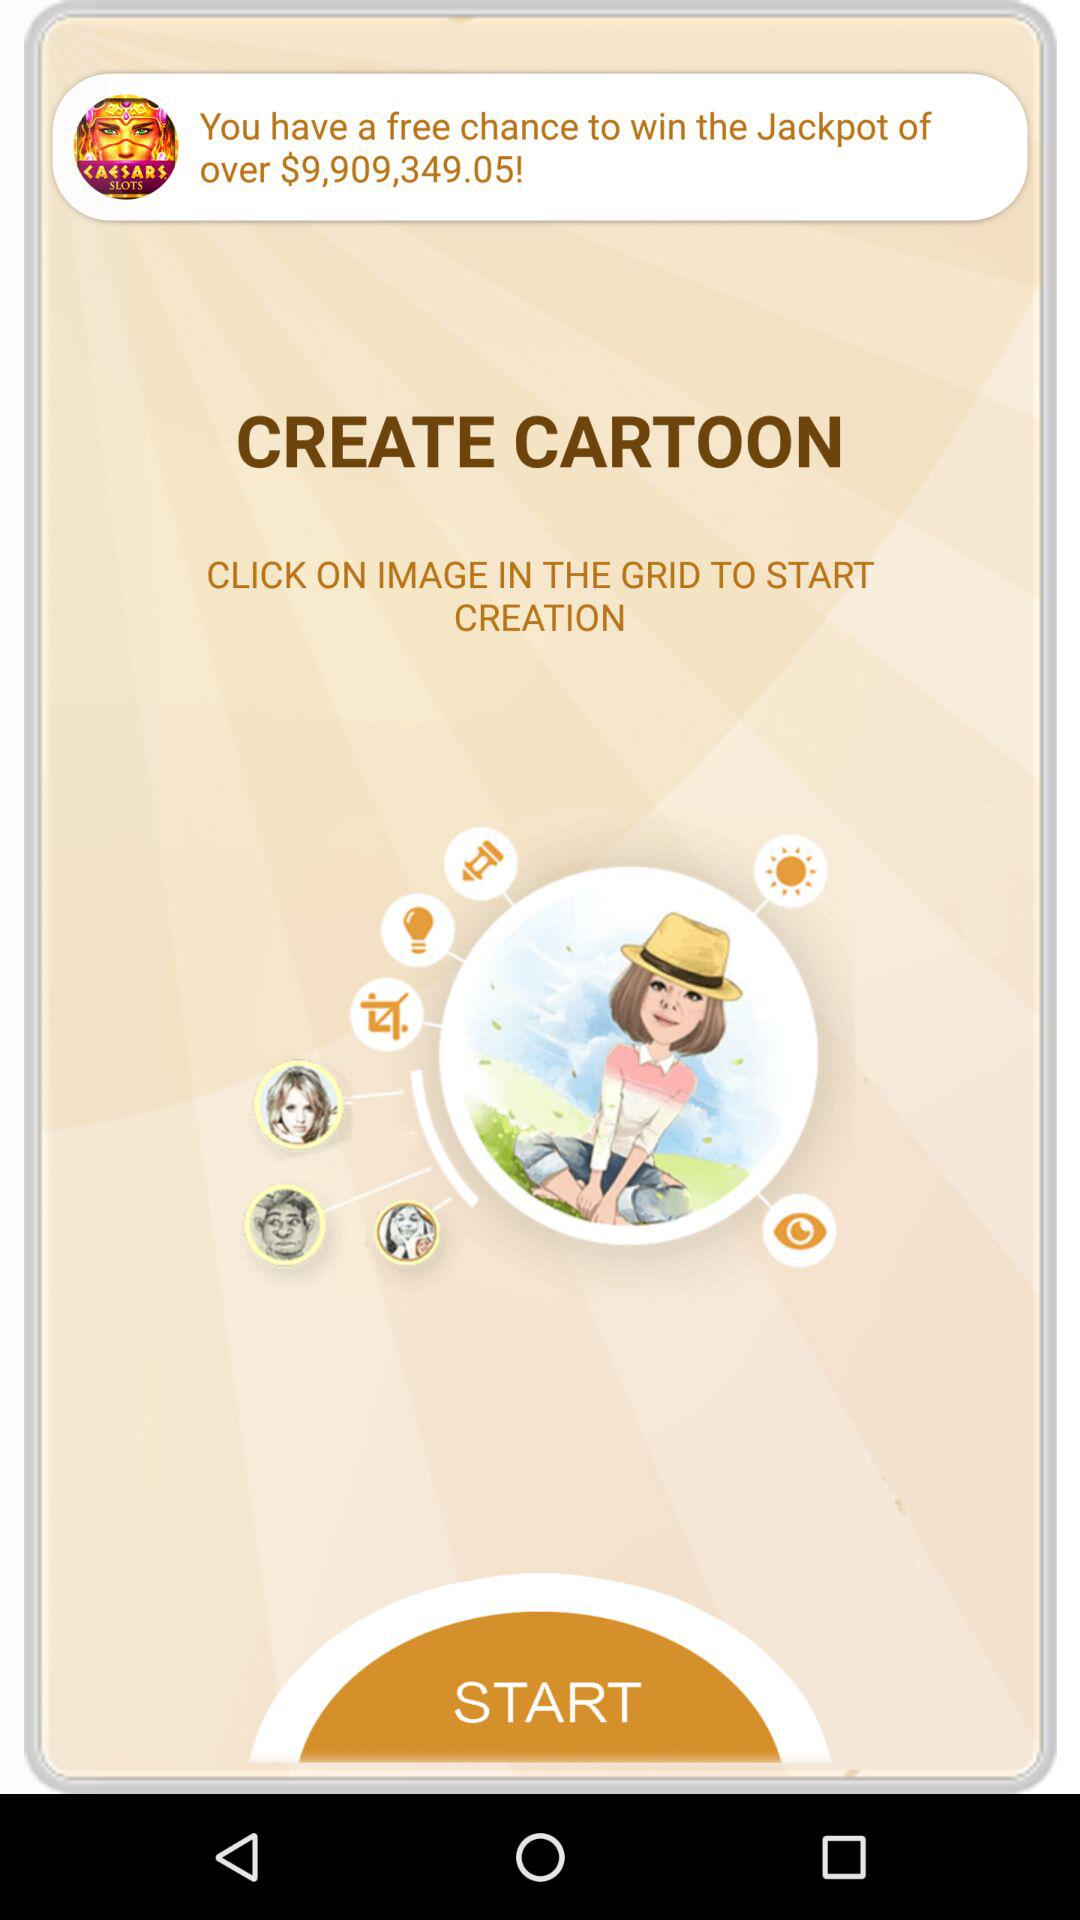 You have a free chance to win the Jackpot of
over $9,909,349.05!
CAESARS
SLOTS
CREATE CARTOON
CLICK ON IMAGE IN THE GRID TO START
CREATION
START